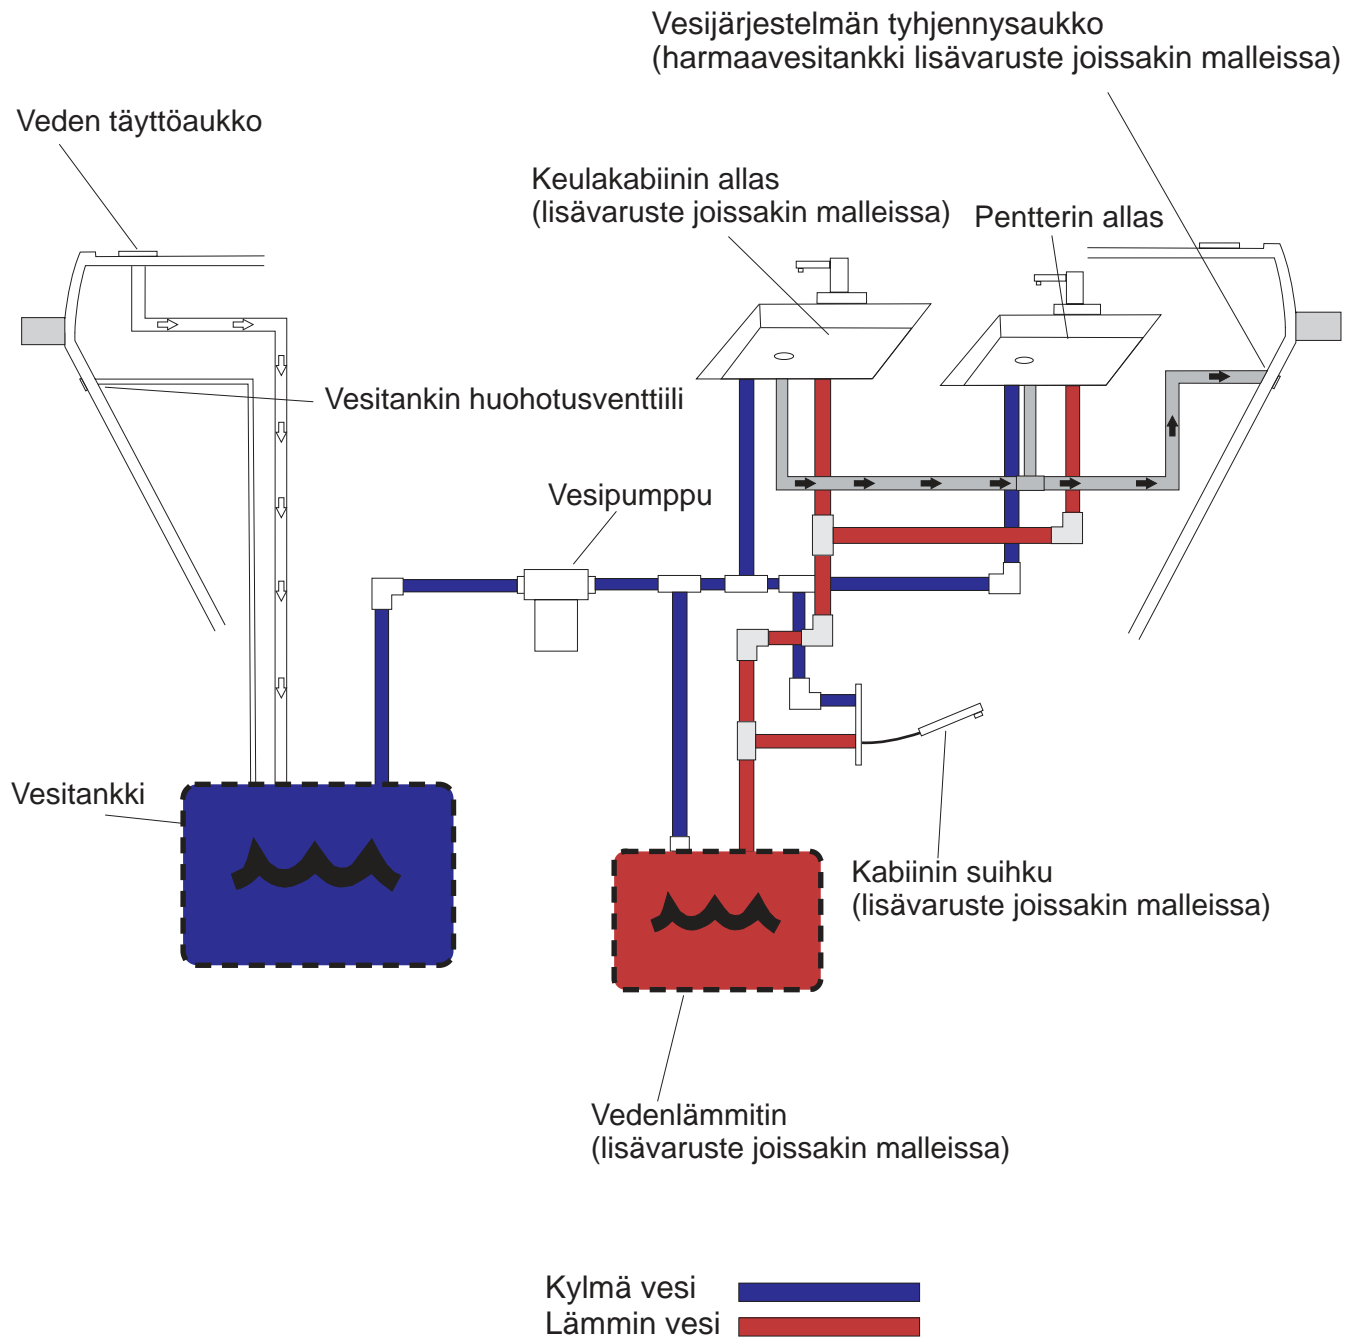 Vesijärjestelmän tyhjennysaukko
(harmaavesitankki lisävaruste joissakin malleissa)
Veden täyttöaukko
Keulakabiinin allas
(lisävaruste joissakin malleissa)
Pentterin allas
Vesitankin huohotusventtiili
Vesipumppu
Vesitankki
Kabiinin suihku
(lisävaruste joissakin malleissa)
Vedenlämmitin
(lisävaruste joissakin malleissa)
Kylmä vesi
Lämmin vesi